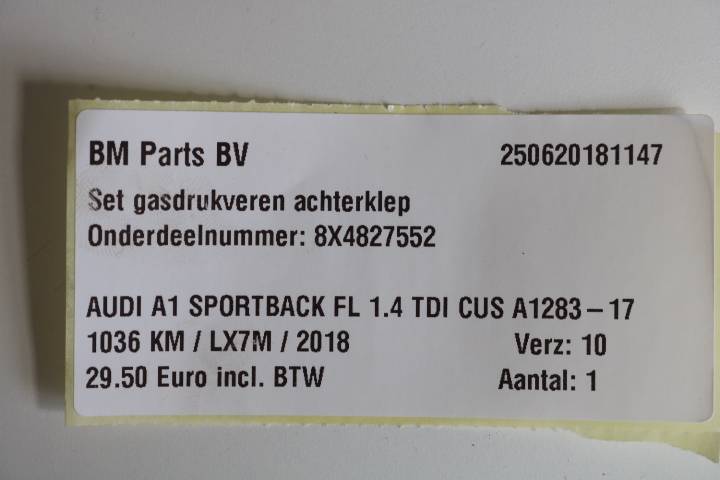 BM Parts BV 250620181147
Set gasdrukveren achterklep
Onderdeelnummer: 8X4827552
AUDI A1 SPORTBACK FL 1.4 TDI CUS A1283 – 17
1036 KM / LX7M / 2018 Verz: 10
29.50 Euro incl. BTW Aantal: 1